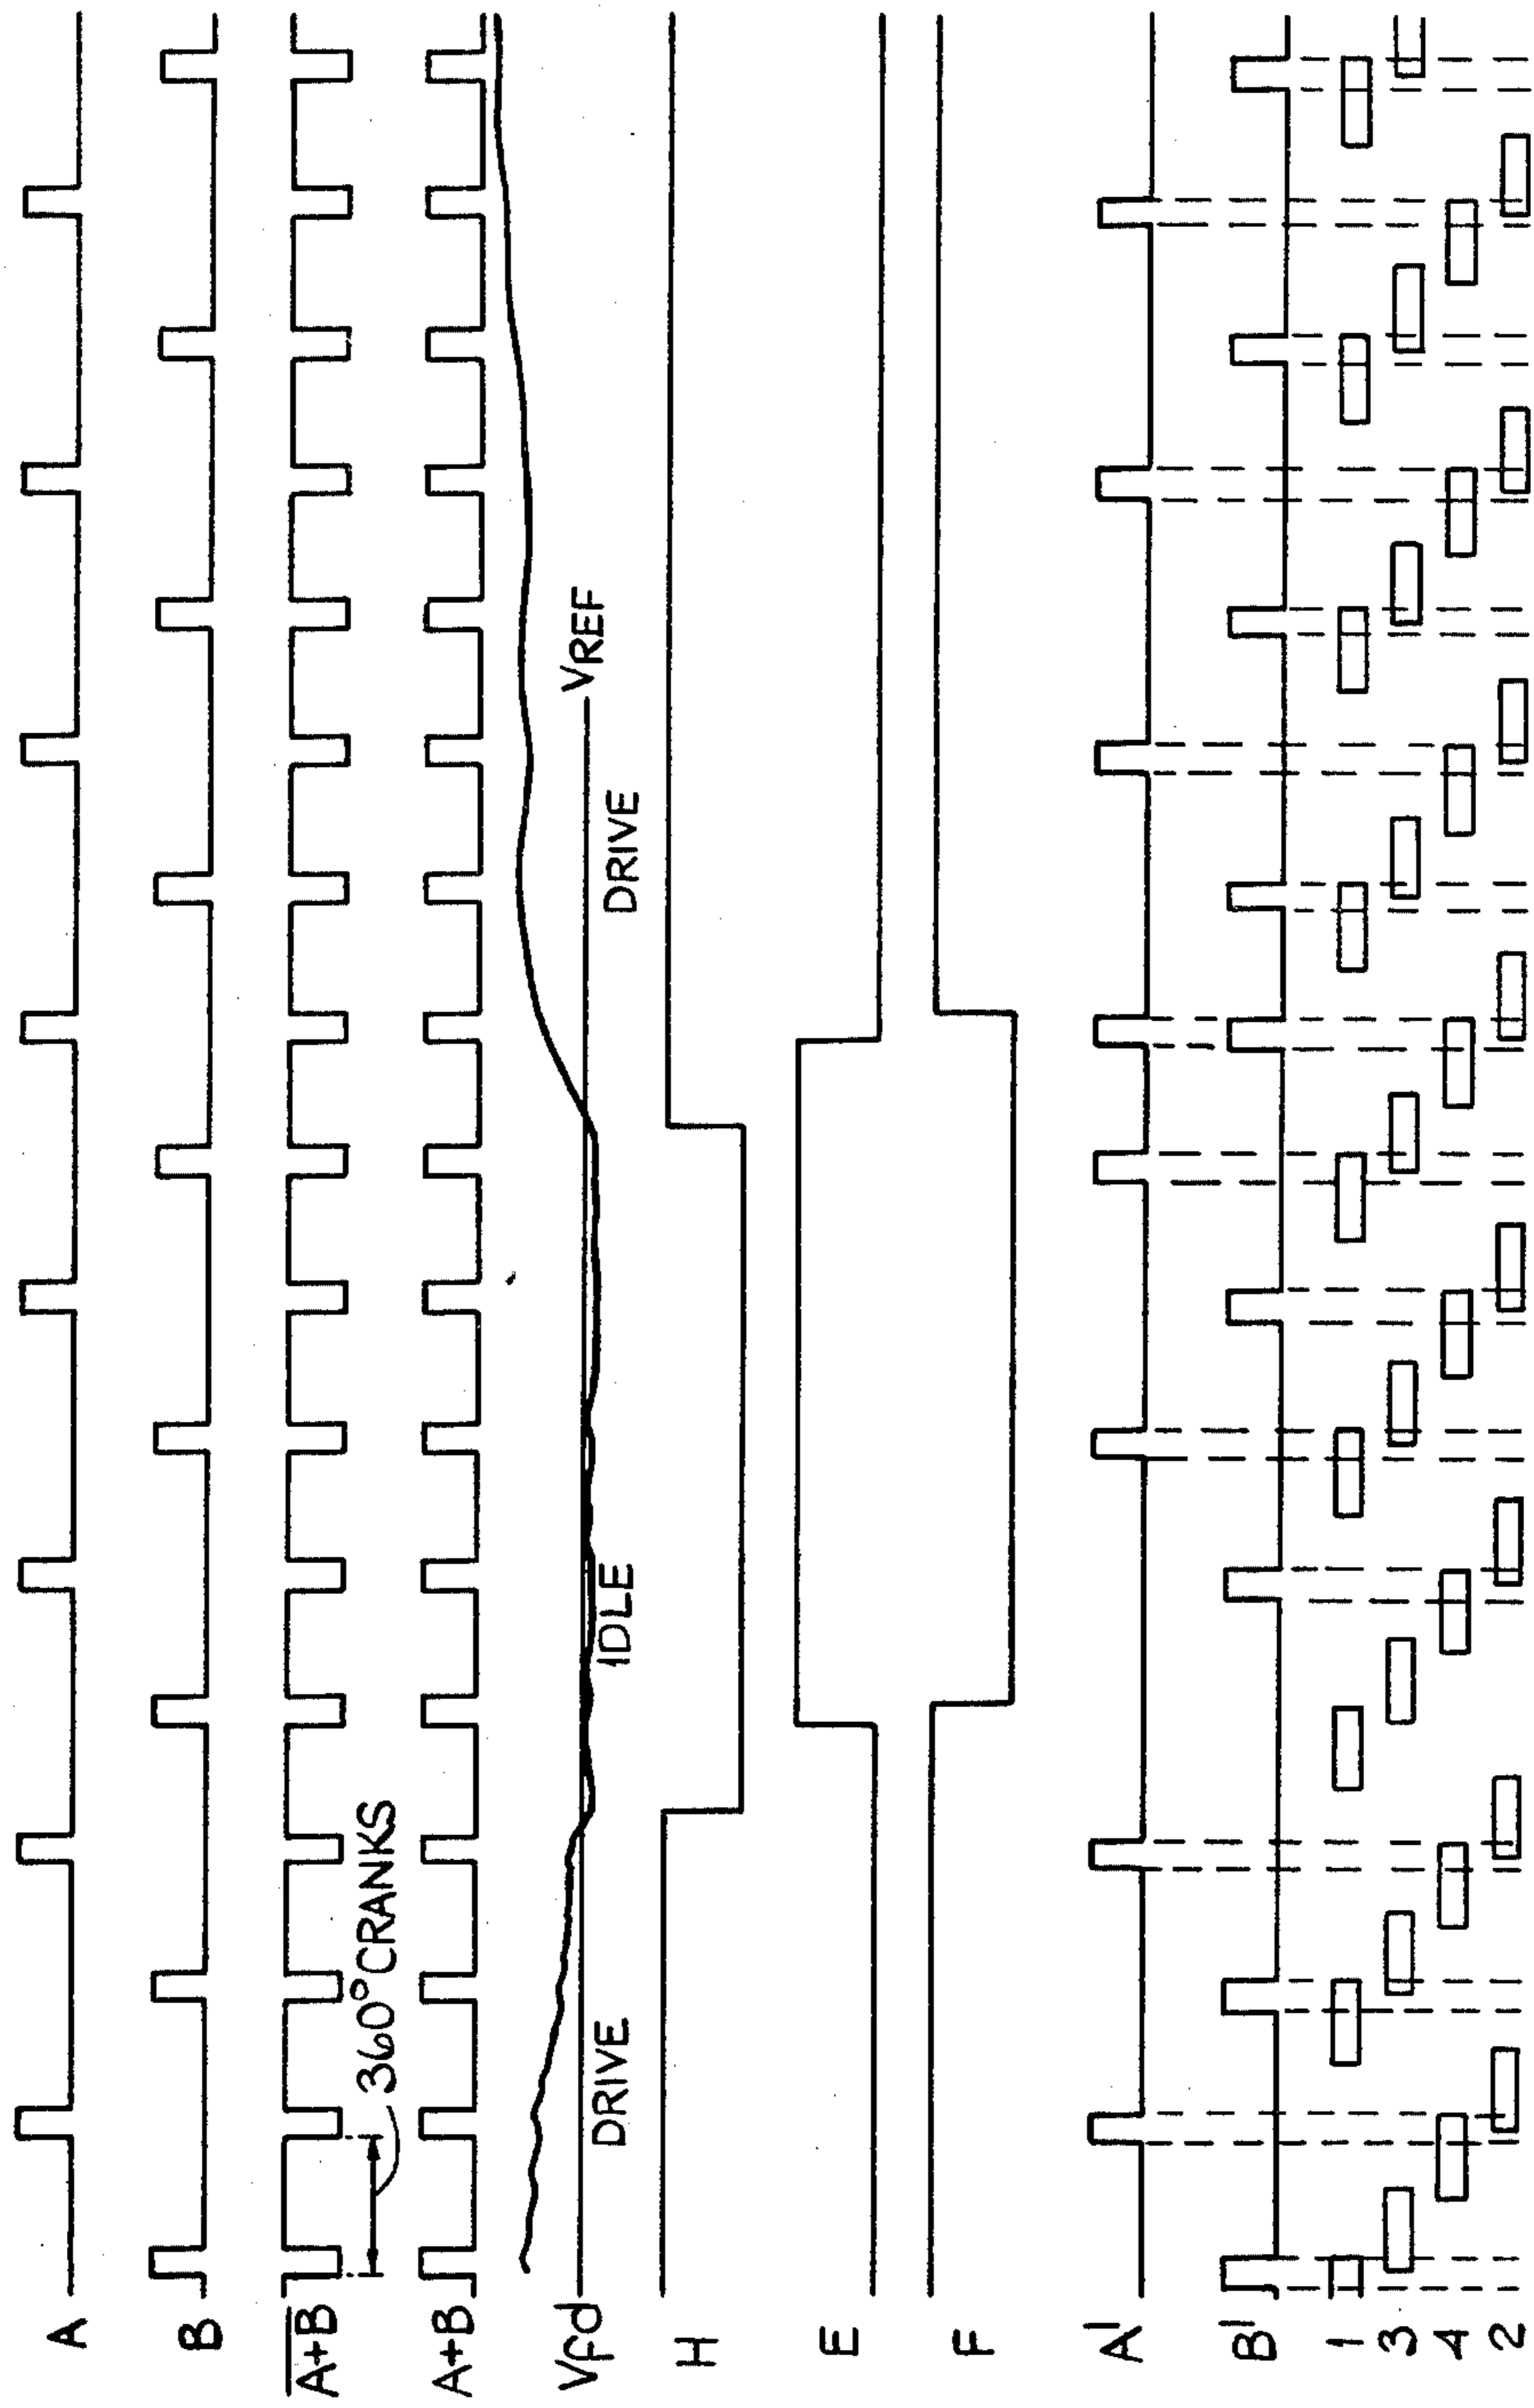 A
B
A+B
360° CRANKS
A+B
Vfd
DRIVE
IDLE
DRIVE
VREF
H
E
F
A'
B'
1
3
4
2